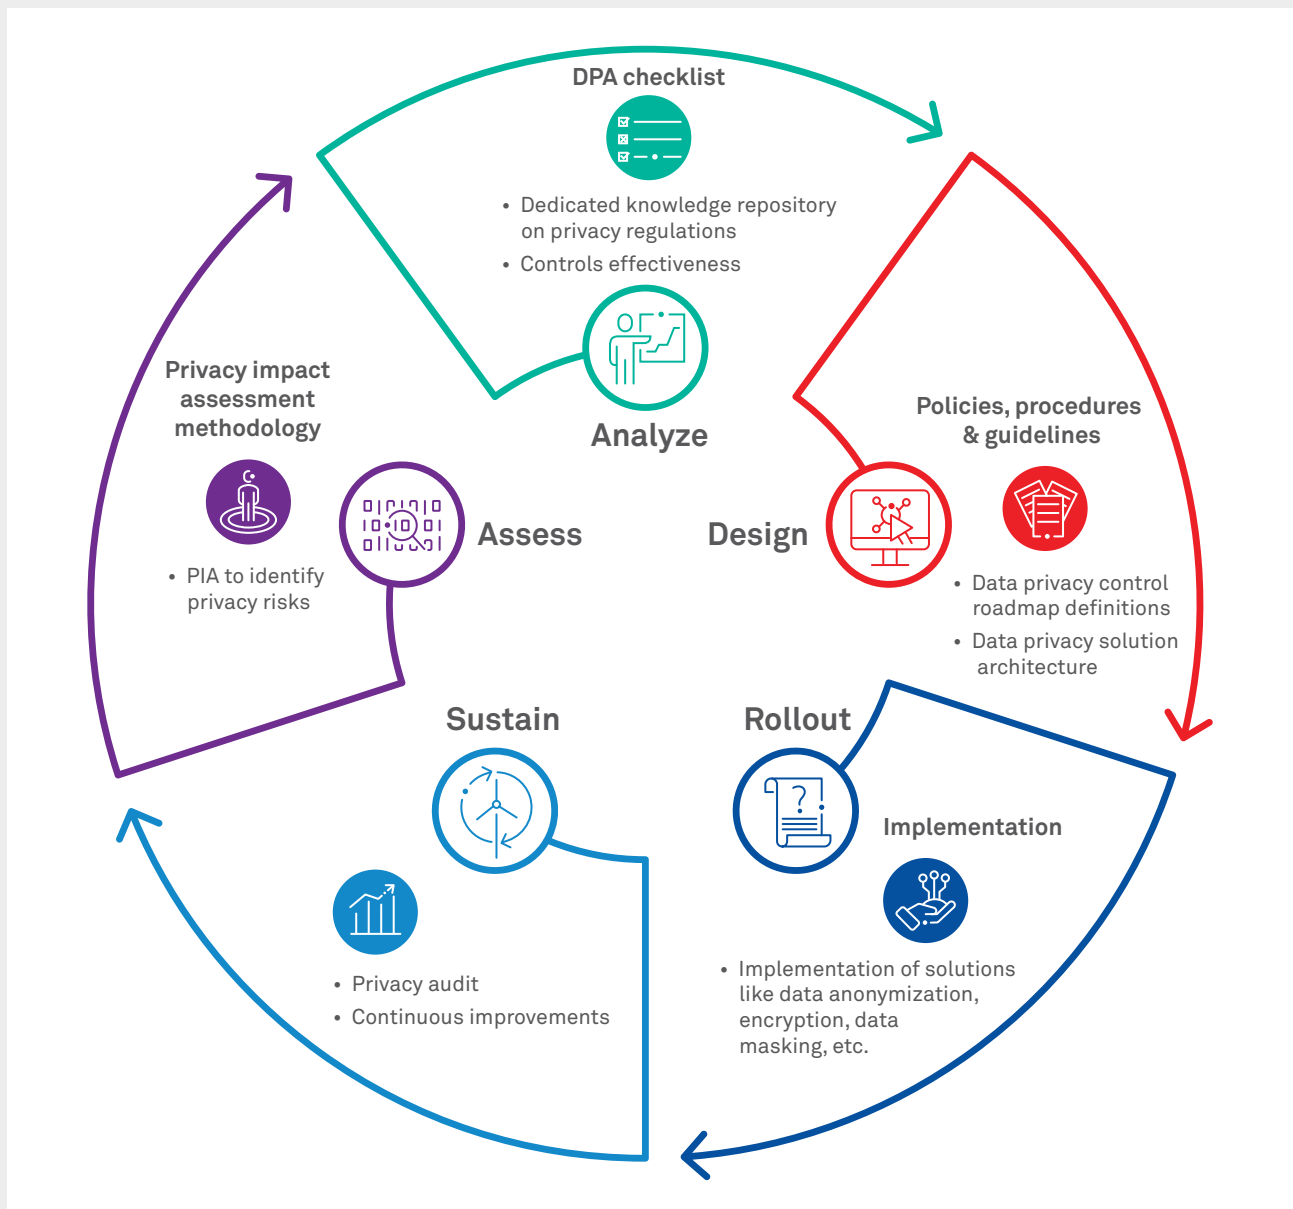 DPA checklist
• Dedicated knowledge repository
on privacy regulations
• Controls effectiveness
Analyze
Privacy impact
assessment
methodology
• PIA to identify
privacy risks
Assess
Design
Policies, procedures
& guidelines
• Data privacy control
roadmap definitions
• Data privacy solution
architecture
Sustain
• Privacy audit
• Continuous improvements
Rollout
?
Implementation
• Implementation of solutions
like data anonymization,
encryption, data
masking, etc.